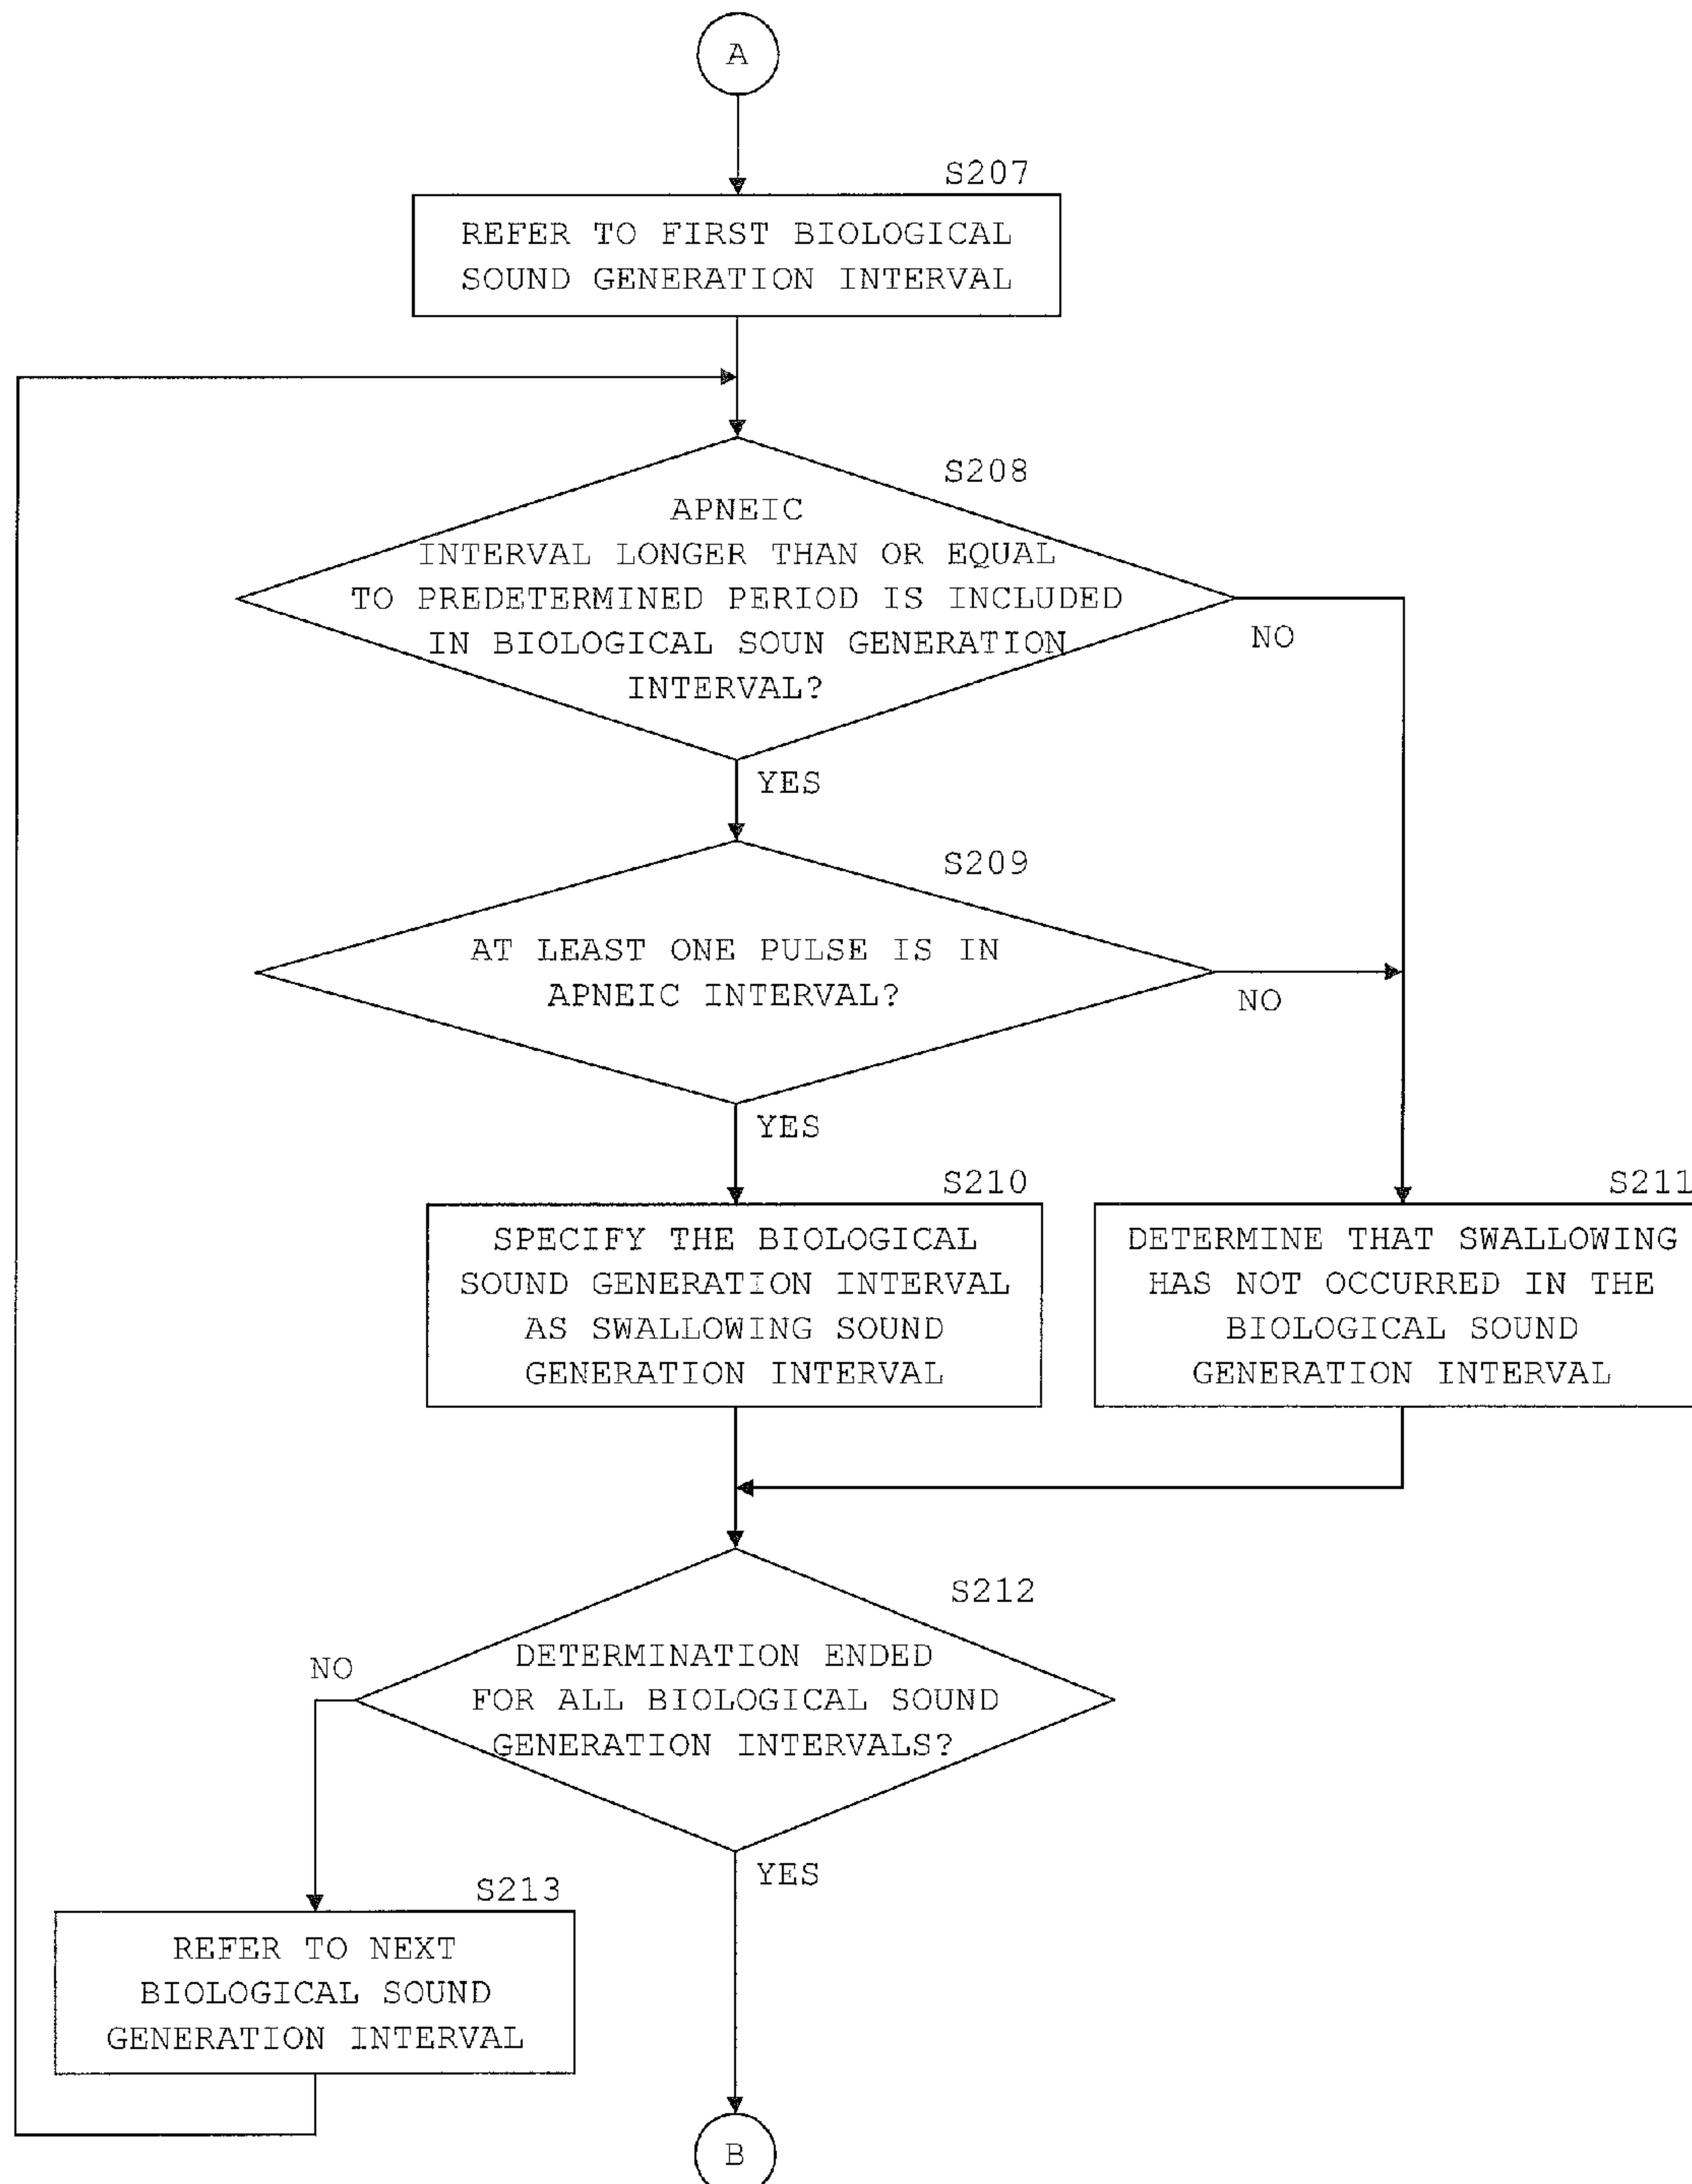 A
S207
REFER TO FIRST BIOLOGICAL
SOUND GENERATION INTERVAL
S208
APNEIC
INTERVAL LONGER THAN OR EQUAL
TO PREDETERMINED PERIOD IS INCLUDED
IN BIOLOGICAL SOUN GENERATION
INTERVAL?
NO
YES
S209
AT LEAST ONE PULSE IS IN
APNEIC INTERVAL?
NO
YES
S210
SPECIFY THE BIOLOGICAL
SOUND GENERATION INTERVAL
AS SWALLOWING SOUND
GENERATION INTERVAL
S211
DETERMINE THAT SWALLOWING
HAS NOT OCCURRED IN THE
BIOLOGICAL SOUND
GENERATION INTERVAL
S212
DETERMINATION ENDED
FOR ALL BIOLOGICAL SOUND
GENERATION INTERVALS?
NO
YES
S213
REFER TO NEXT
BIOLOGICAL SOUND
GENERATION INTERVAL
B